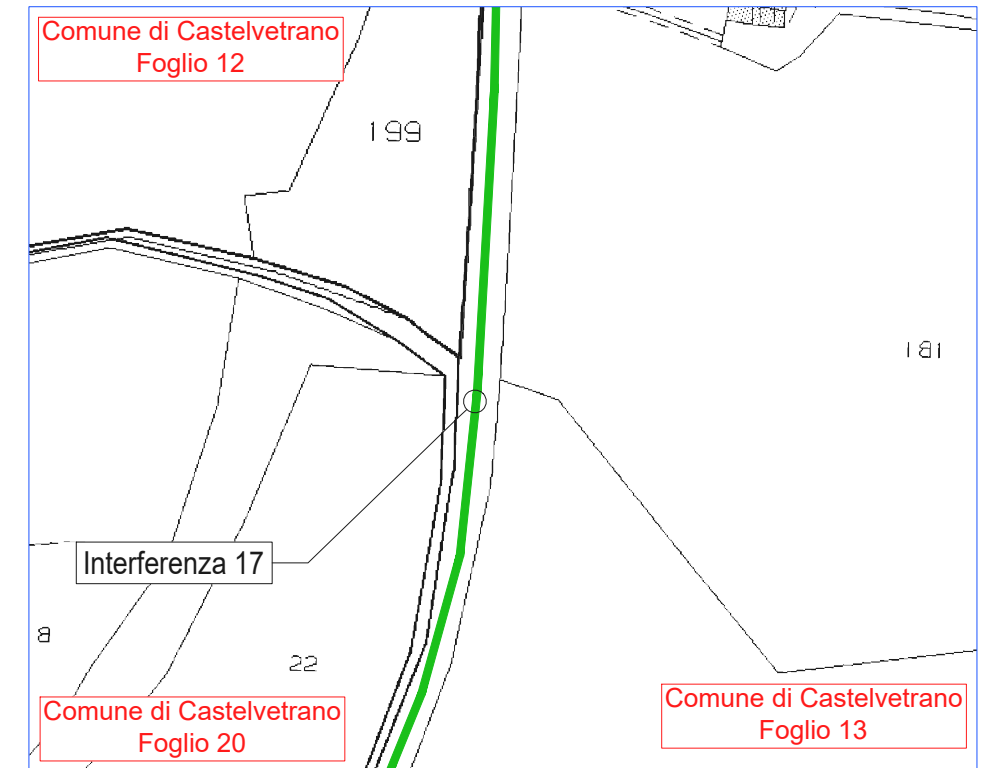 Comune di Castelvetrano
Foglio 12
199
181
Interferenza 17
8
22
Comune di Castelvetrano
Foglio 20
Comune di Castelvetrano
Foglio 13